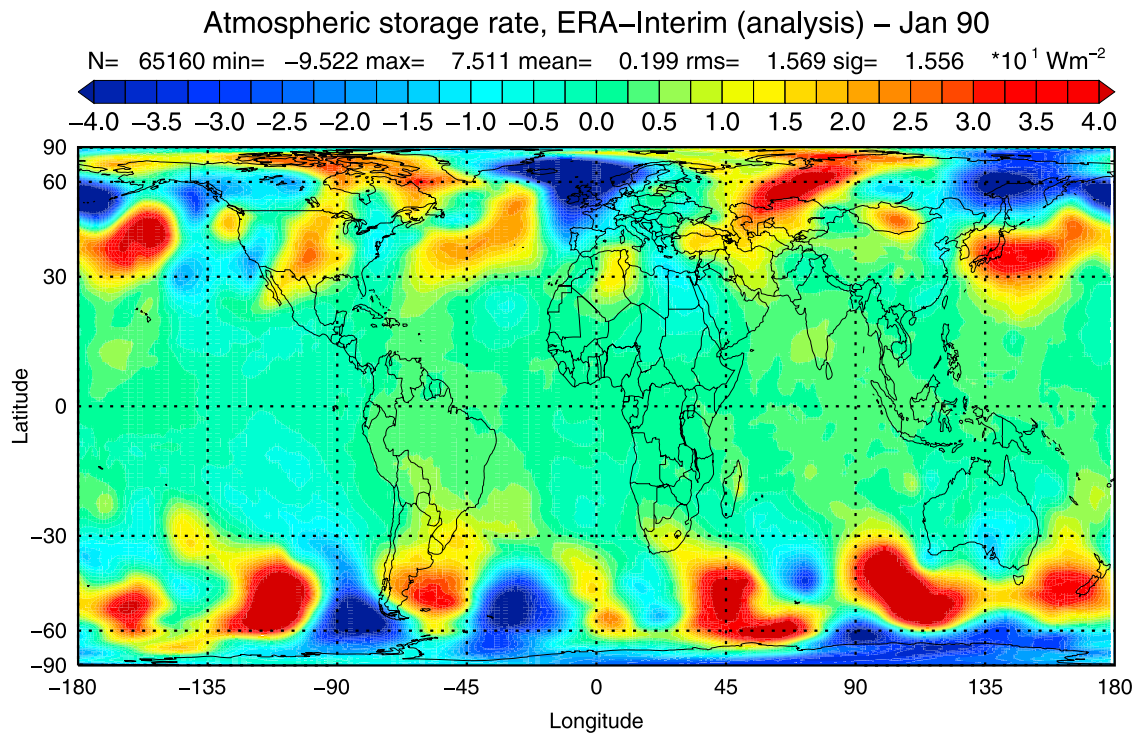 Atmospheric storage rate, ERA−Interim (analysis) − Jan 90
N= 65160 min= −9.522 max= 7.511 mean= 0.199 rms= 1.569 sig= 1.556 *10¹ Wm⁻²
−4.0 −3.5 −3.0 −2.5 −2.0 −1.5 −1.0 −0.5 0.0 0.5 1.0 1.5 2.0 2.5 3.0 3.5 4.0
90
60
30
0
−30
−60
−90
Latitude
−180 −135 −90 −45 0 45 90 135 180
Longitude